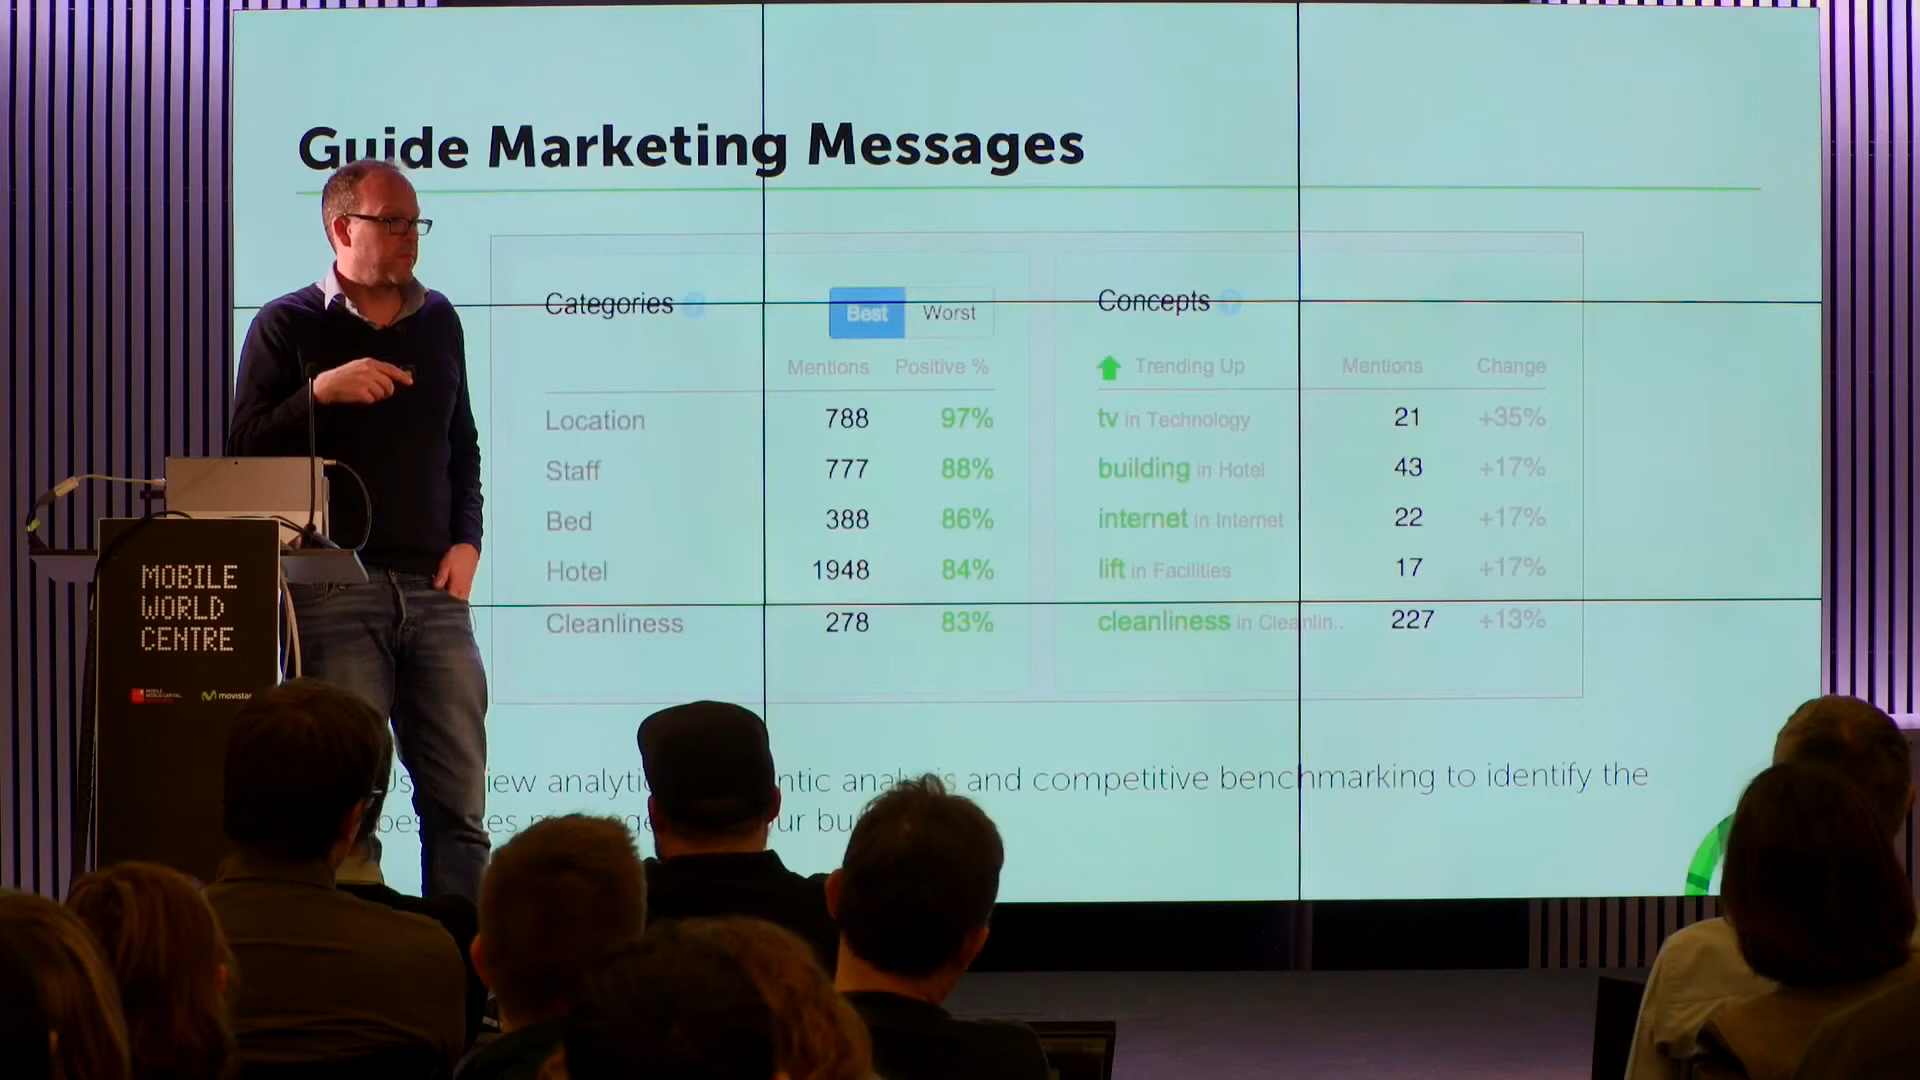 Guide Marketing Messages
Categories
Best Worst
Mentions Positive %
Location 788 97%
Staff 777 88%
Bed 388 86%
Hotel 1948 84%
Cleanliness 278 83%
Concepts
Trending Up Mentions Change
tv in Technology 21 +35%
building in Hotel 43 +17%
internet in Internet 22 +17%
lift in Facilities 17 +17%
cleanliness in Cleanlin.. 227 +13%
and competitive benchmarking to identify the
MOBILE
WORLD
CENTRE
movistar